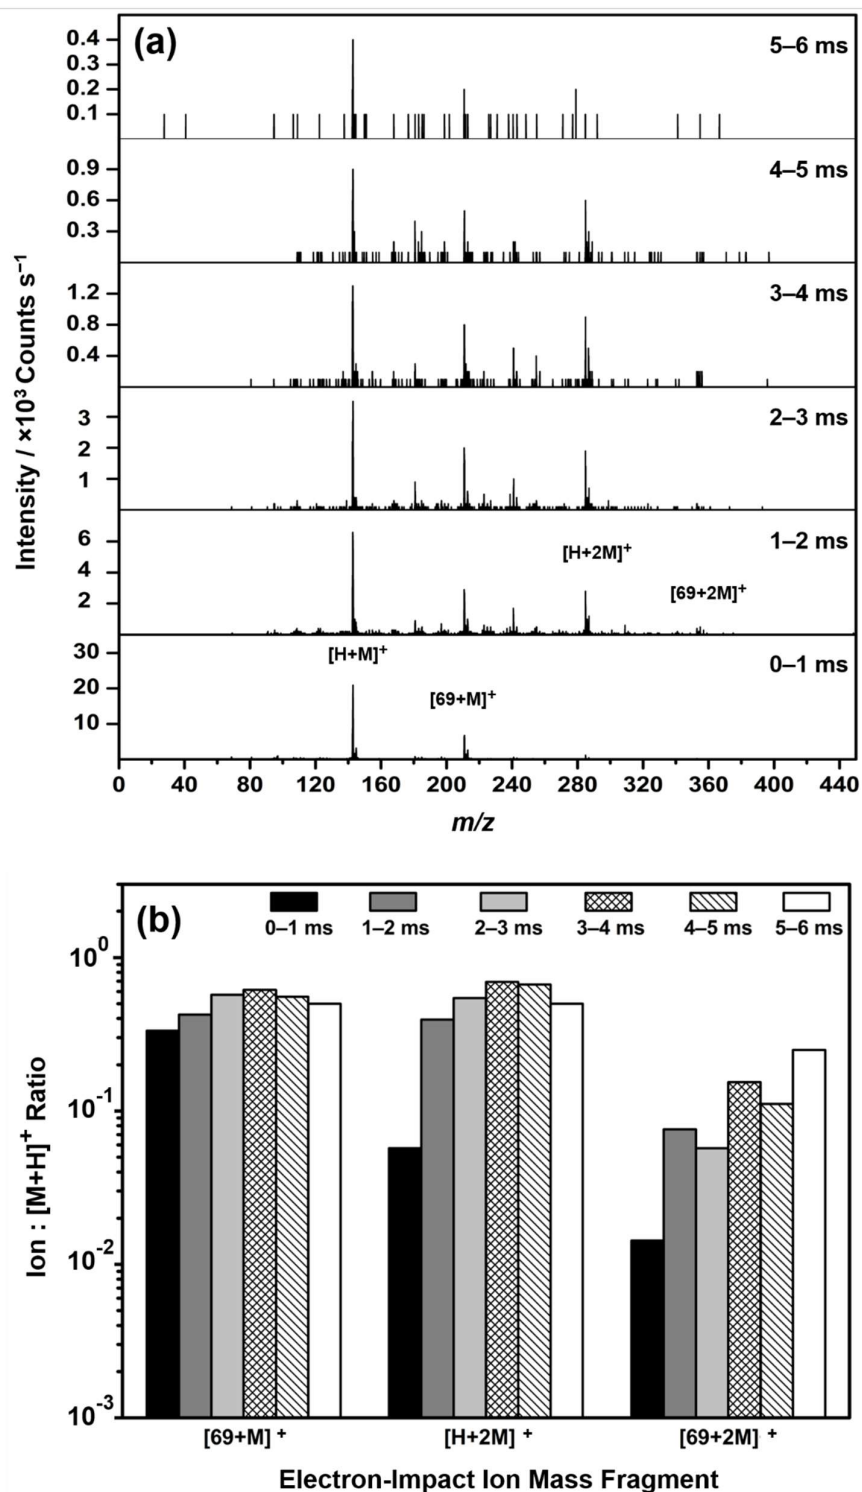 (a)
5–6 ms
0.4
0.3
0.2
0.1
4–5 ms
0.9
0.6
0.3
3–4 ms
1.2
0.8
0.4
2–3 ms
3
2
1
1–2 ms
6
4
2
[H+2M]⁺
[69+2M]⁺
0–1 ms
30
20
10
[H+M]⁺
[69+M]⁺
Intensity / ×10³ Counts s⁻¹
0 40 80 120 160 200 240 280 320 360 400 440
m/z
(b)
0–1 ms 1–2 ms 2–3 ms 3–4 ms 4–5 ms 5–6 ms
10⁰
10⁻¹
10⁻²
10⁻³
Ion : [M+H]⁺ Ratio
[69+M] ⁺ [H+2M] ⁺ [69+2M] ⁺
Electron-Impact Ion Mass Fragment